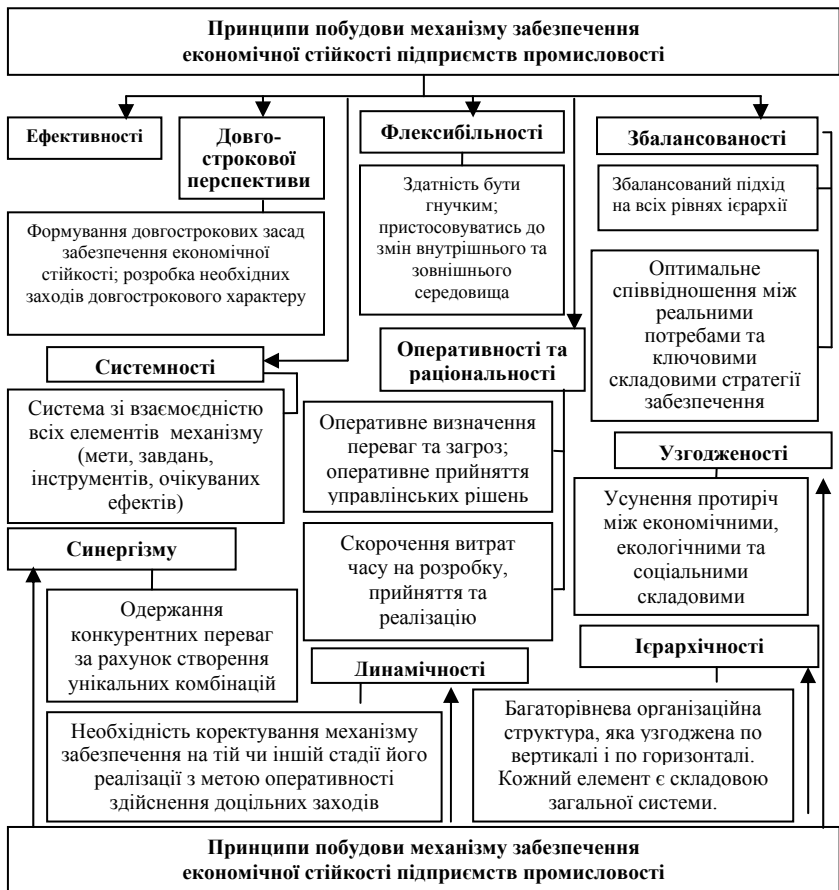 Принципи побудови механізму забезпечення
економічної стійкості підприємств промисловості
Ефективності
Довго-
строкової
перспективи
Флексибільності
Збалансованості
Формування довгострокових засад
забезпечення економічної
стійкості; розробка необхідних
заходів довгострокового характеру
Здатність бути
гнучким;
пристосовуватись до
змін внутрішнього та
зовнішнього
середовища
Збалансований підхід
на всіх рівнях ієрархії
Оптимальне
співвідношення між
реальними
потребами та
ключовими
складовими стратегії
забезпечення
Системності
Оперативності та
раціональності
Система зі взаємоєдністю
всіх елементів механізму
(мети, завдань,
інструментів, очікуваних
ефектів)
Оперативне визначення
переваг та загроз;
оперативне прийняття
управлінських рішень
Узгодженості
Усунення протиріч
між економічними,
екологічними та
соціальними
складовими
Синергізму
Скорочення витрат
часу на розробку,
прийняття та
реалізацію
Одержання
конкурентних переваг
за рахунок створення
унікальних комбінацій
Динамічності
Ієрархічності
Необхідність коректування механізму
забезпечення на тій чи іншій стадії його
реалізації з метою оперативності
здійснення доцільних заходів
Багаторівнева організаційна
структура, яка узгоджена по
вертикалі і по горизонталі.
Кожний елемент є складовою
загальної системи.
Принципи побудови механізму забезпечення
економічної стійкості підприємств промисловості